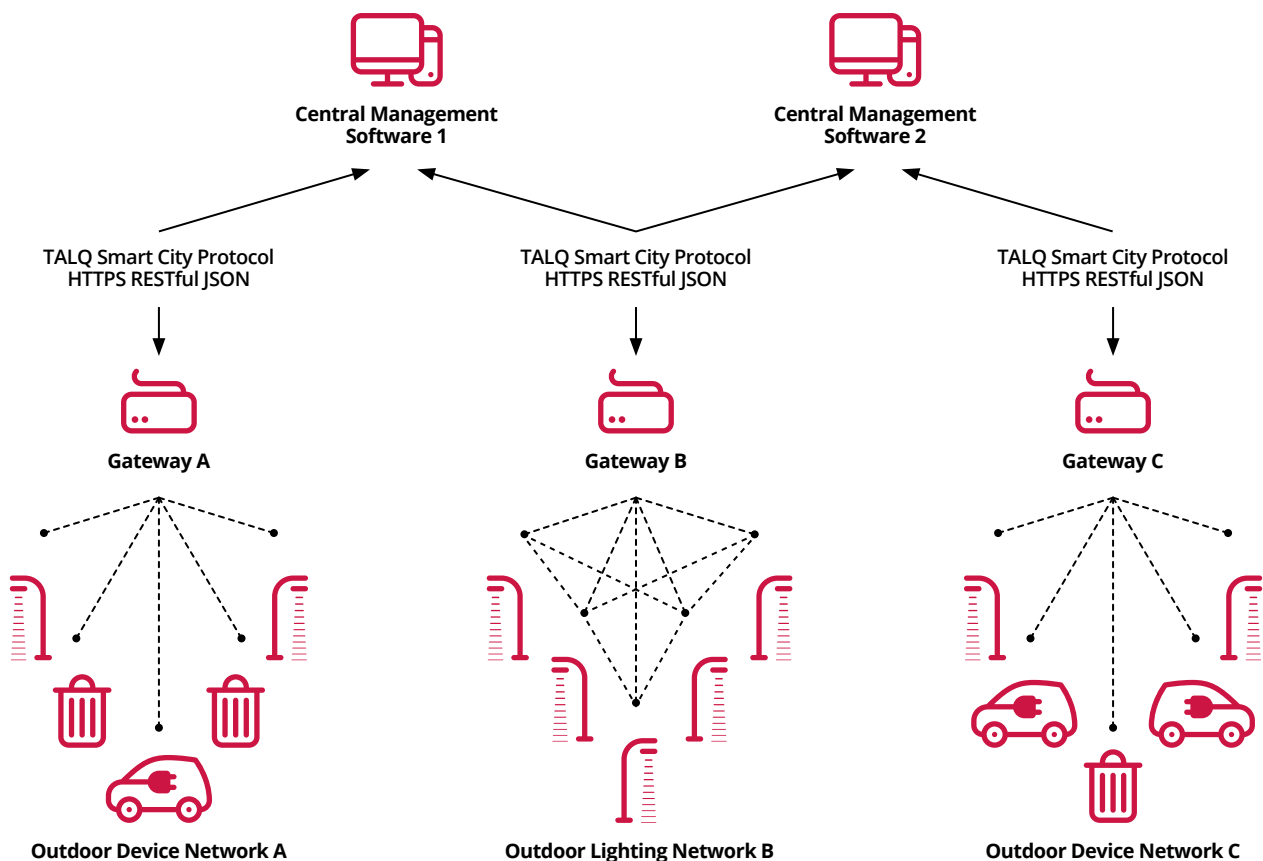 Central Management
Software 1
Central Management
Software 2
TALQ Smart City Protocol
HTTPS RESTful JSON
TALQ Smart City Protocol
HTTPS RESTful JSON
TALQ Smart City Protocol
HTTPS RESTful JSON
Gateway A
Gateway B
Gateway C
Outdoor Device Network A
Outdoor Lighting Network B
Outdoor Device Network C